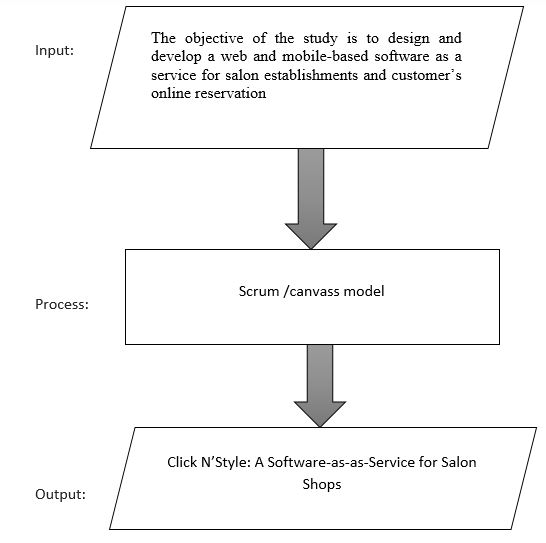 Input:
The objective of the study is to design and
develop a web and mobile-based software as a
service for salon establishments and customer's
online reservation
Scrum /canvass model
Process:
Click N’Style: A Software-as-as-Service for Salon
Shops
Output: